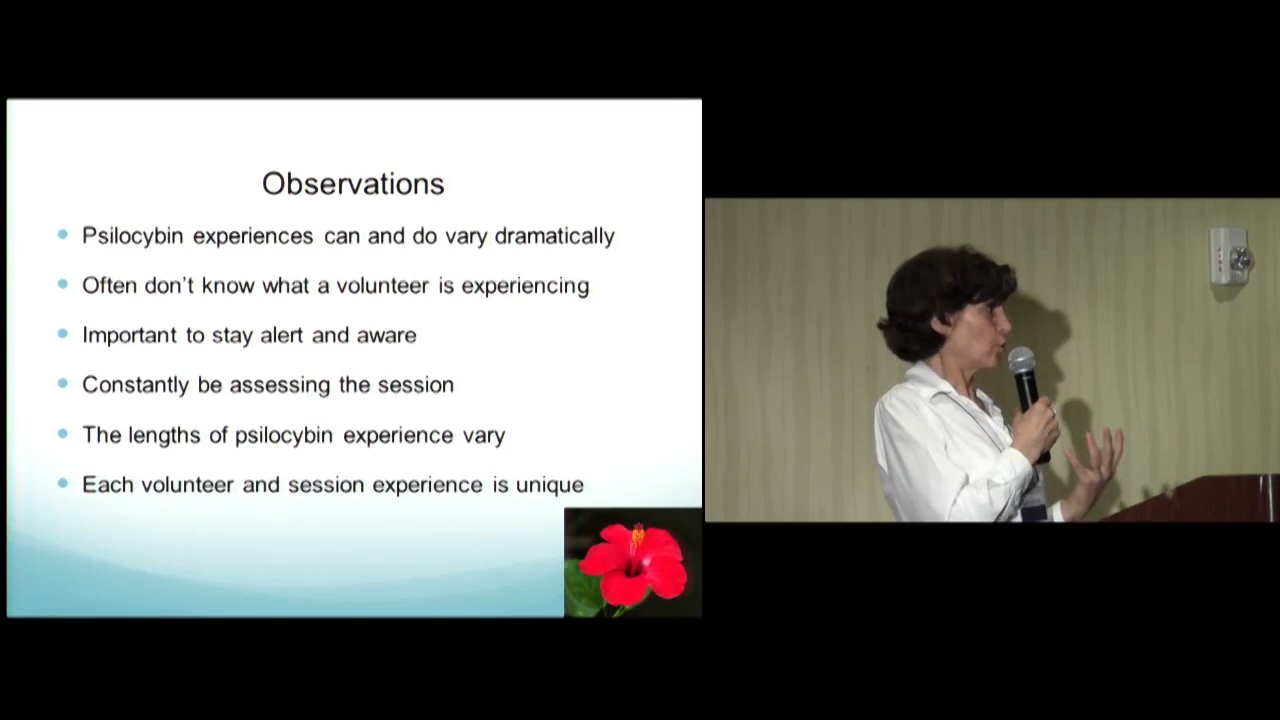 Observations
Psilocybin experiences can and do vary dramatically
Often don’t know what a volunteer is experiencing
Important to stay alert and aware
Constantly be assessing the session
The lengths of psilocybin experience vary
Each volunteer and session experience is unique